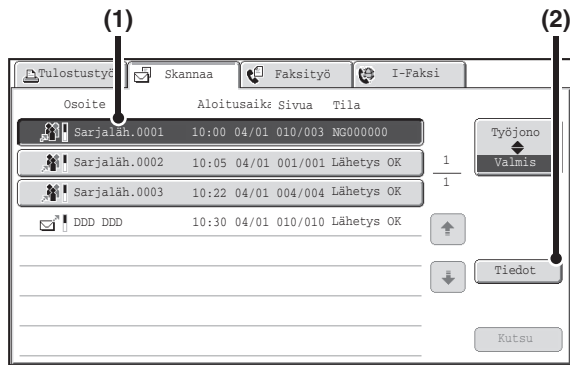 (1) (2)
Tulostustyö Skannaa Faksityö I-Faksi
Osoite Aloitusaika Sivua Tila
Sarjaläh.0001 10:00 04/01 010/003 NG000000
Työjono
Valmis
Sarjaläh.0002 10:05 04/01 001/001 Lähetys OK
1
1
Sarjaläh.0003 10:22 04/01 004/004 Lähetys OK
DDD DDD 10:30 04/01 010/010 Lähetys OK
Tiedot
Kutsu